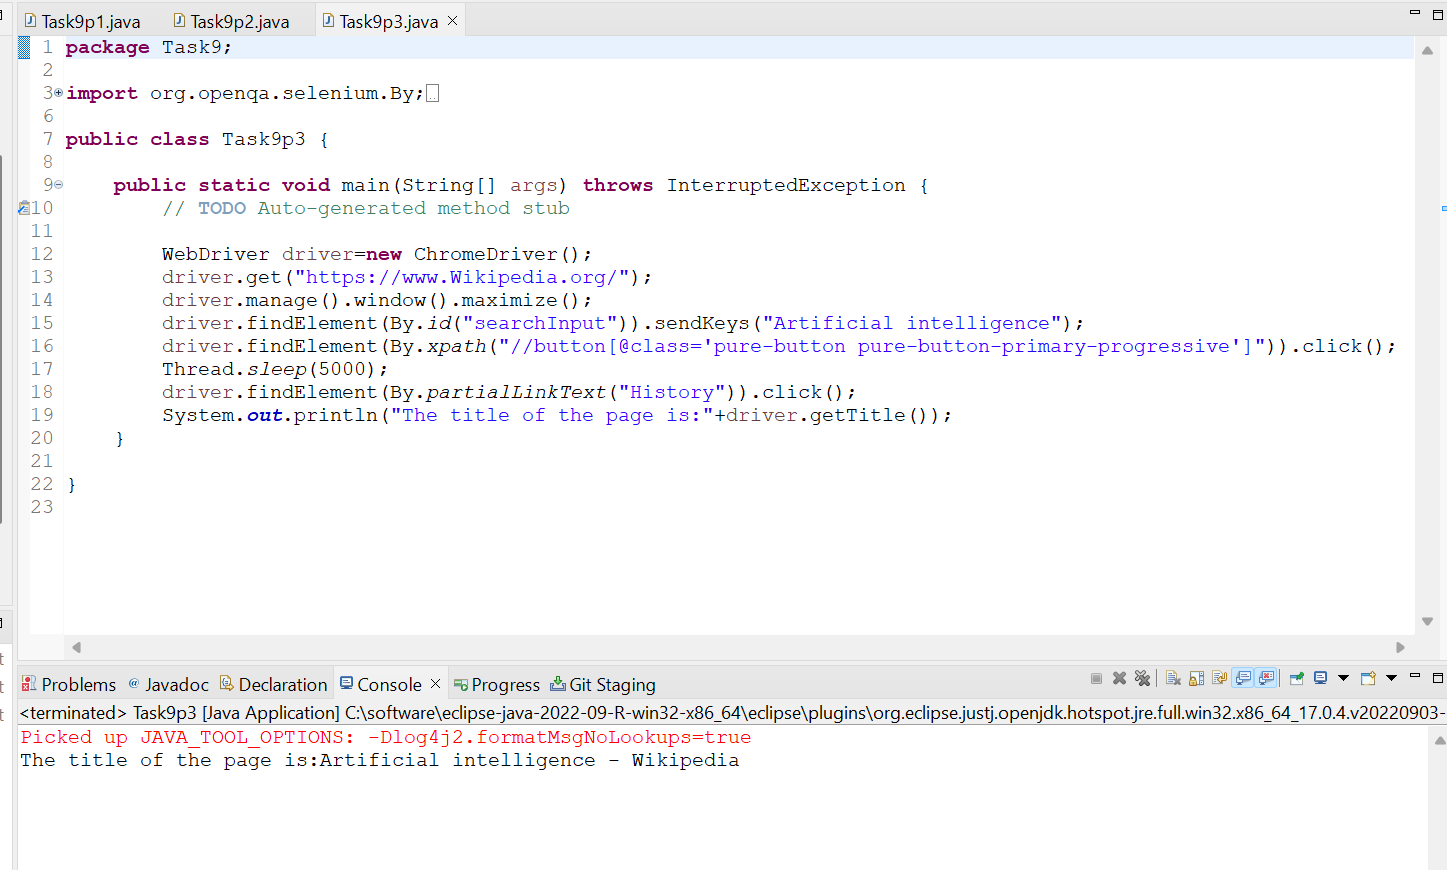 Task9p1.java Task9p2.java Task9p3.java
1 package Task9;
2
3 import org.openqa.selenium.By;
6
7 public class Task9p3 {
8
9 public static void main(String[] args) throws InterruptedException {
10 // TODO Auto-generated method stub
11
12 WebDriver driver=new ChromeDriver();
13 driver.get("https://www.Wikipedia.org/");
14 driver.manage().window().maximize();
15 driver.findElement(By.id("searchInput")).sendKeys("Artificial intelligence");
16 driver.findElement(By.xpath("//button[@class='pure-button pure-button-primary-progressive']")).click();
17 Thread.sleep(5000);
18 driver.findElement(By.partialLinkText("History")).click();
19 System.out.println("The title of the page is:"+driver.getTitle());
20 }
21
22 }
23
Problems @ Javadoc Declaration Console Progress Git Staging
<terminated> Task9p3 [Java Application] C:\software\eclipse-java-2022-09-R-win32-x86_64\eclipse\plugins\org.eclipse.justj.openjdk.hotspot.jre.full.win32.x86_64_17.0.4.v20220903-
Picked up JAVA_TOOL_OPTIONS: -Dlog4j2.formatMsgNoLookups=true
The title of the page is:Artificial intelligence - Wikipedia